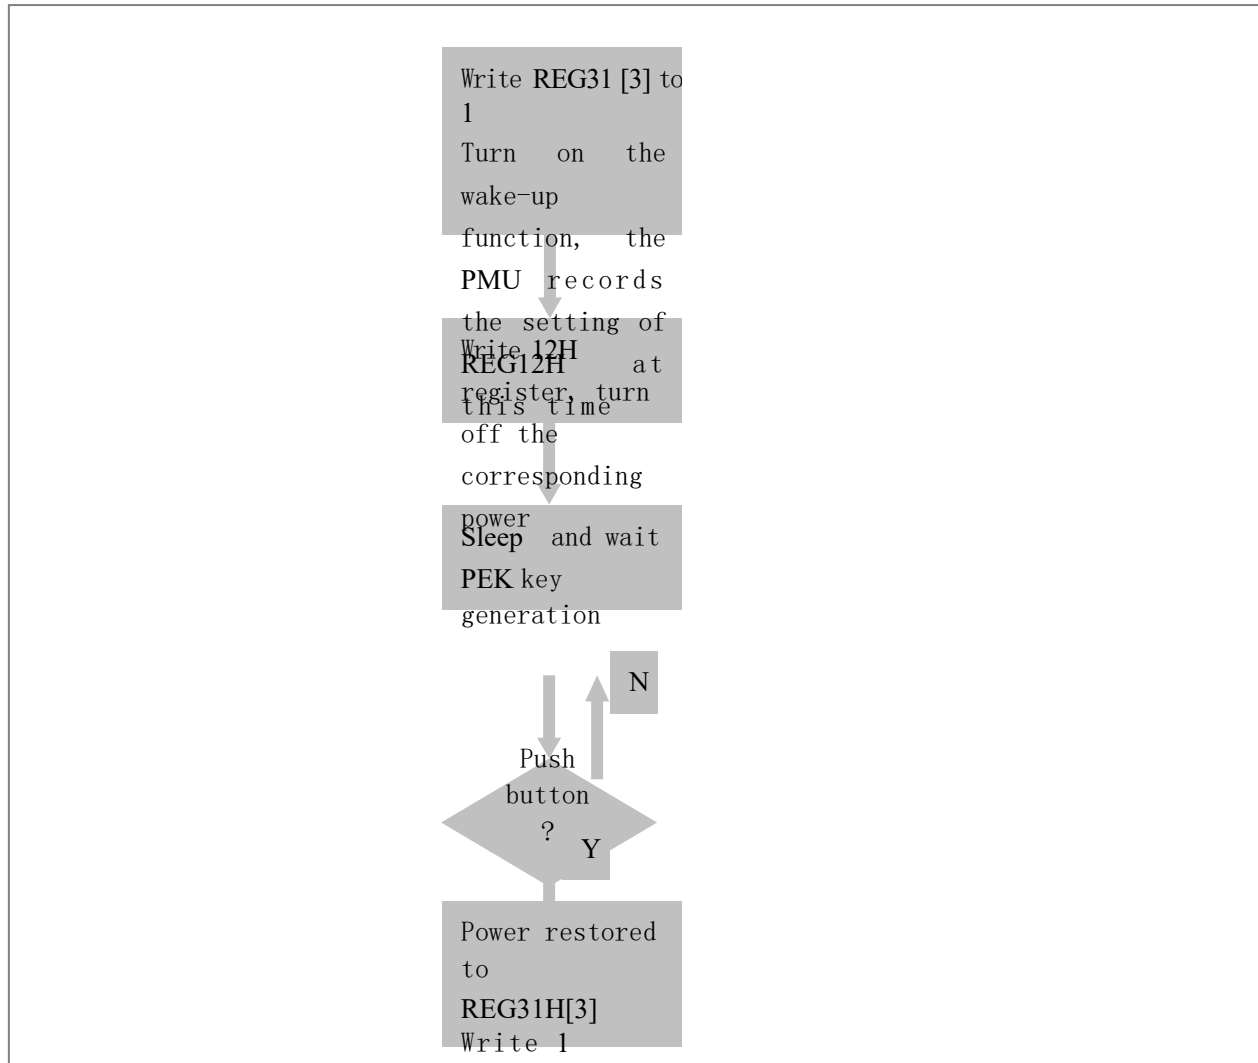 Write REG31 [3] to
1
Turn on the
wake-up
function, the
PMU records
the setting of
REG12H at
this time
Write 12H
register, turn
off the
corresponding
power
Sleep and wait
PEK key
generation
N
Push
button
?
Y
Power restored
to
REG31H[3]
Write 1